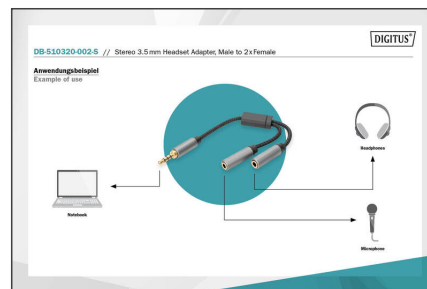 DIGITUS®
DB-510320-002-S // Stereo 3.5 mm Headset Adapter, Male to 2x Female
Anwendungsbeispiel
Example of use
Headphones
Notebook
Microphone